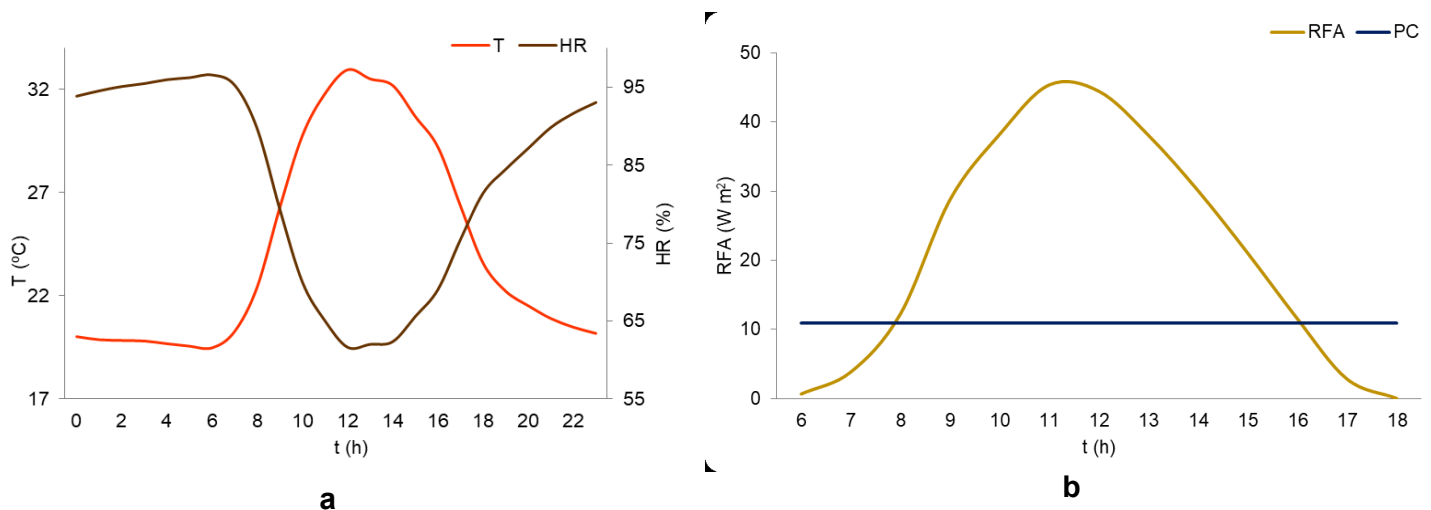 T HR
32
27
22
17
T (ºC)
95
85
75
65
55
HR (%)
0 2 4 6 8 10 12 14 16 18 20 22
t (h)
a
RFA PC
50
40
30
20
10
0
RFA (W m²)
6 7 8 9 10 11 12 13 14 15 16 17 18
t (h)
b